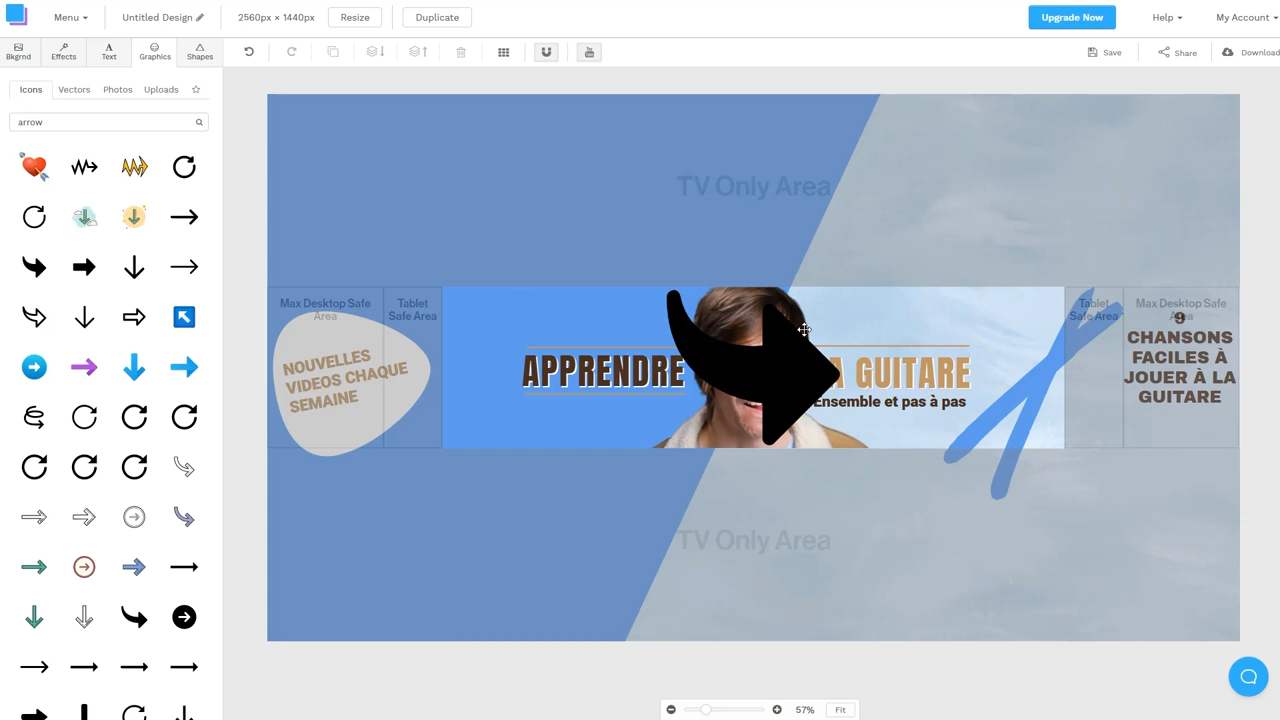 Menu
Untitled Design
2560px × 1440px
Resize
Duplicate
Upgrade Now
Help
My Account
Bkgrnd
Effects
Text
Graphics
Shapes
Save
Share
Download
Icons
Vectors
Photos
Uploads
arrow
TV Only Area
Max Desktop Safe
Area
Tablet
Safe Area
NOUVELLES
VIDEOS CHAQUE
SEMAINE
APPRENDRE
A GUITARE
Ensemble et pas à pas
Tablet
Safe Area
Max Desktop Safe
Area
9
CHANSONS
FACILES À
JOUER À LA
GUITARE
TV Only Area
57%
Fit